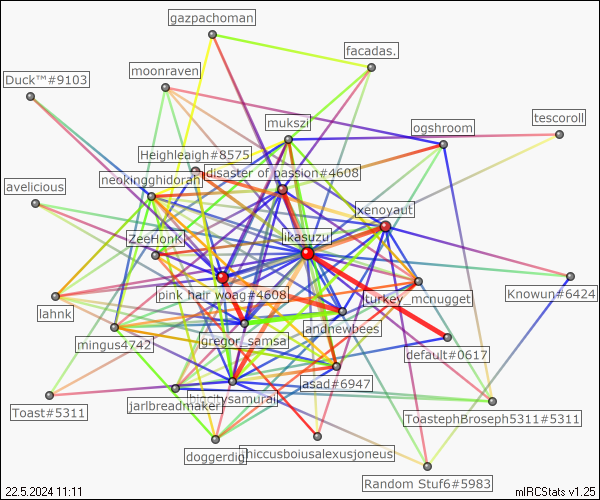 gazpachoman
facadas.
moonraven
Duck™#9103
tescoroll
mukszi
ogshroom
Heighleaigh#8575
disaster of passion#4608
neokingghidorah
avelicious
xenoyaut
likasuzu
ZeeHonK
pink hair woag#4608
turkey_mcnugget
Knowun#6424
lahnk
andnewbees
gregor_samsa
mingus4742
default#0617
asad#6947
bigcitysamurai
jarlbreadmaker
Toast#5311
ToastephBroseph5311#5311
doggerdig
hiccusboiusalexusjoneus
Random Stuf6#5983
22.5.2024 11:11
mIRCStats v1.25